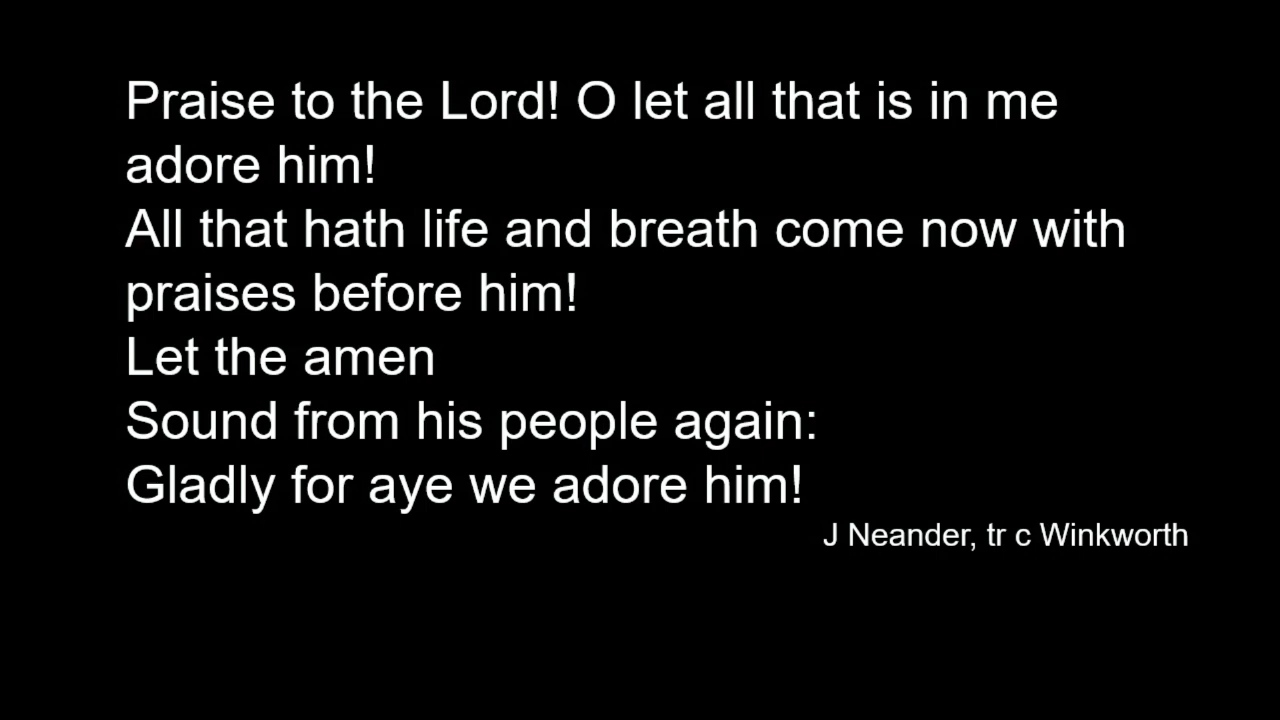 Praise to the Lord! O let all that is in me
adore him!
All that hath life and breath come now with
praises before him!
Let the amen
Sound from his people again:
Gladly for aye we adore him!
J Neander, tr c Winkworth